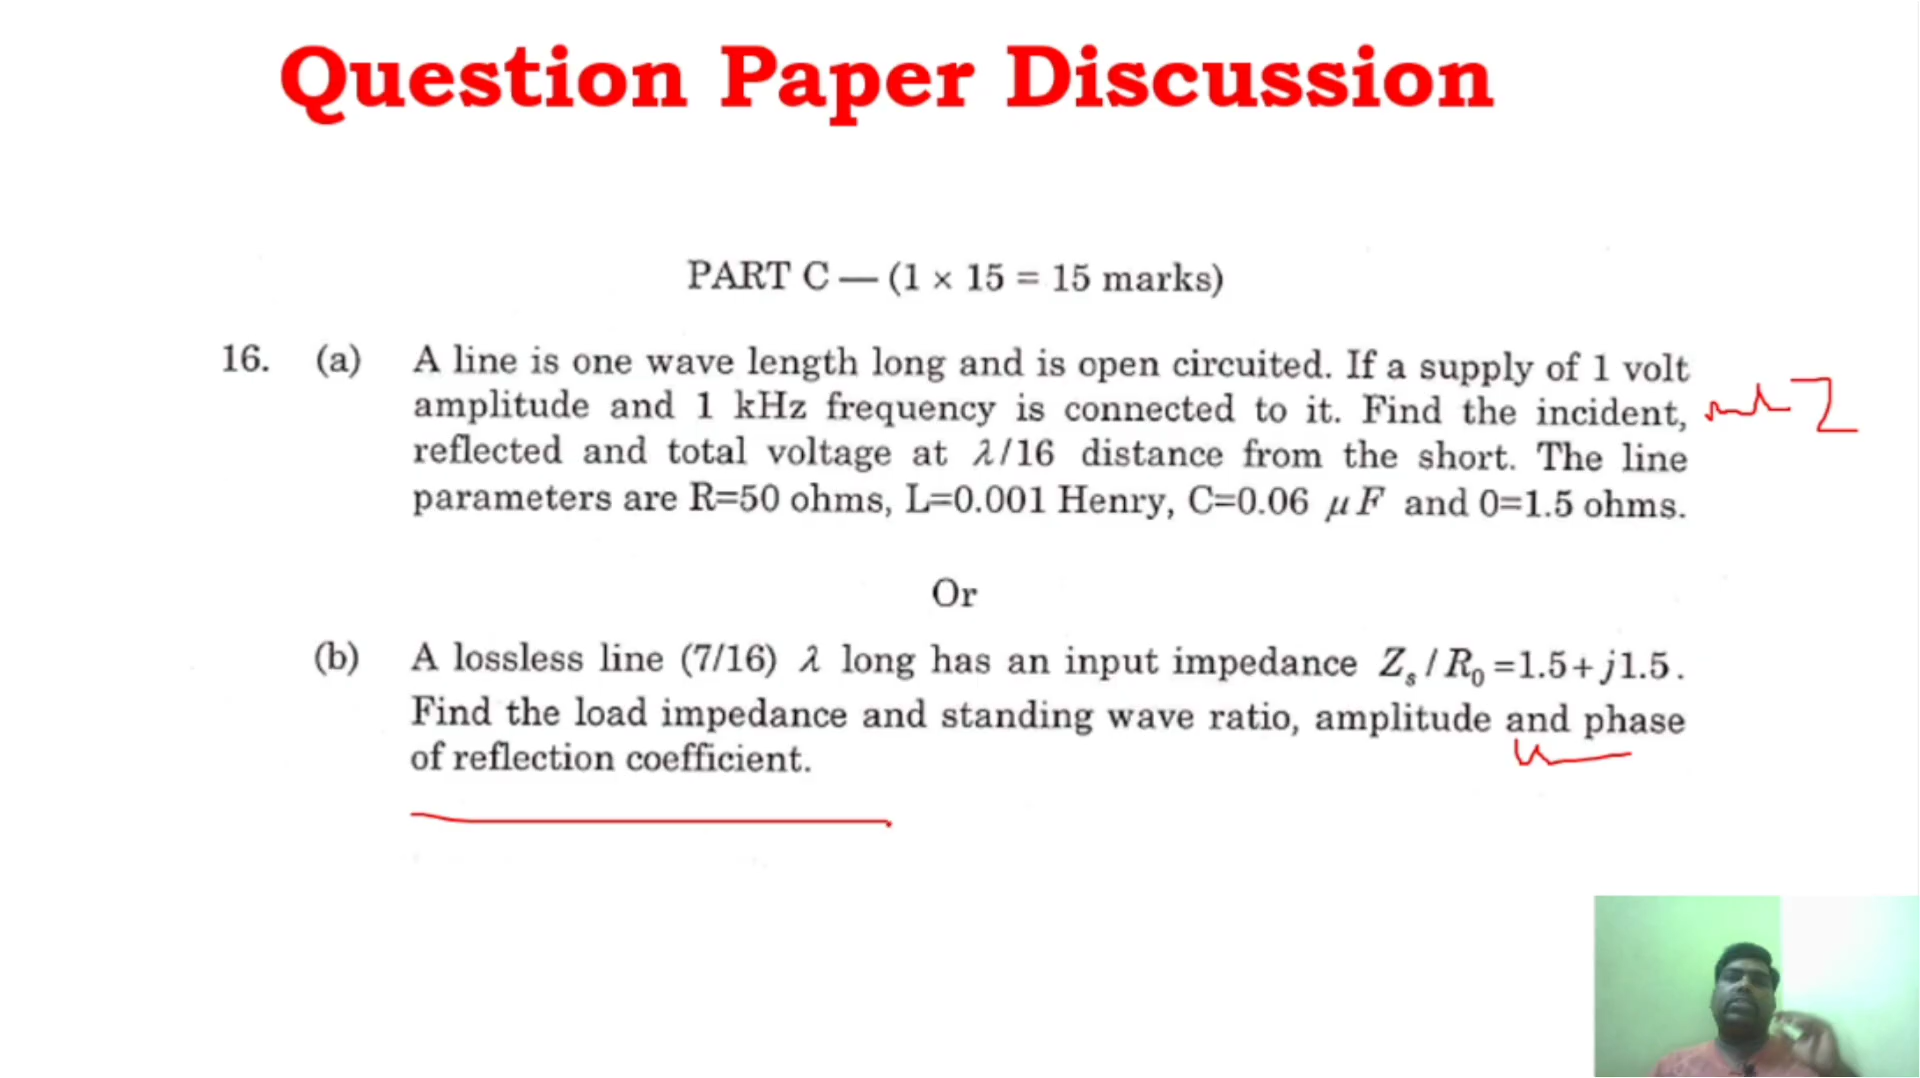 Question Paper Discussion
PART C — (1 × 15 = 15 marks)
16. (a) A line is one wave length long and is open circuited. If a supply of 1 volt
amplitude and 1 kHz frequency is connected to it. Find the incident,
reflected and total voltage at λ/16 distance from the short. The line
parameters are R=50 ohms, L=0.001 Henry, C=0.06 μF and 0=1.5 ohms.
Or
(b) A lossless line (7/16) λ long has an input impedance Zₛ/R₀=1.5+j1.5.
Find the load impedance and standing wave ratio, amplitude and phase
of reflection coefficient.